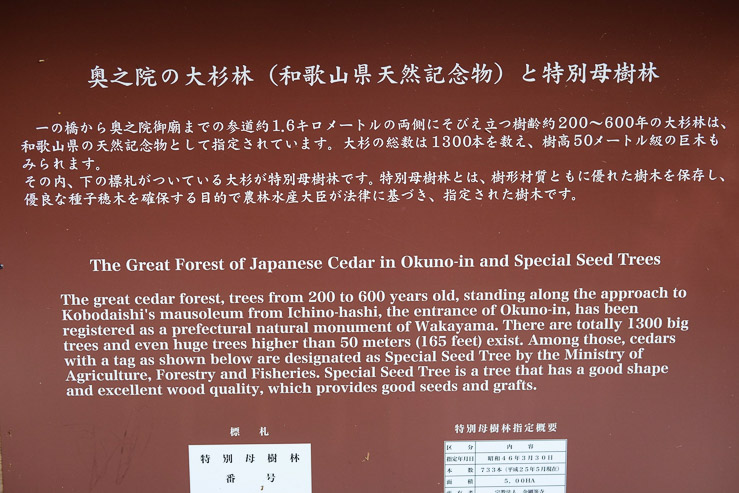 奥之院の大杉林（和歌山県天然記念物）と特別母樹林
一の橋から奥之院御廟までの参道約1.6キロメートルの両側にそびえ立つ樹齢約200〜600年の大杉林は、
和歌山県の天然記念物として指定されています。大杉の総数は1300本を数え、樹高50メートル級の巨木も
みられます。
その内、下の標札がついている大杉が特別母樹林です。特別母樹林とは、樹形材質ともに優れた樹木を保存し、
優良な種子穂木を確保する目的で農林水産大臣が法律に基づき、指定された樹木です。
The Great Forest of Japanese Cedar in Okuno-in and Special Seed Trees
The great cedar forest, trees from 200 to 600 years old, standing along the approach to
Kobodaishi's mausoleum from Ichino-hashi, the entrance of Okuno-in, has been
registered as a prefectural natural monument of Wakayama. There are totally 1300 big
trees and even huge trees higher than 50 meters (165 feet) exist. Among those, cedars
with a tag as shown below are designated as Special Seed Tree by the Ministry of
Agriculture, Forestry and Fisheries. Special Seed Tree is a tree that has a good shape
and excellent wood quality, which provides good seeds and grafts.
標札
特別母樹林
番号
特別母樹林指定概要
区分 内容
指定年月日 昭和46年3月30日
本数 733本（平成25年5月現在）
面積 5.00HA